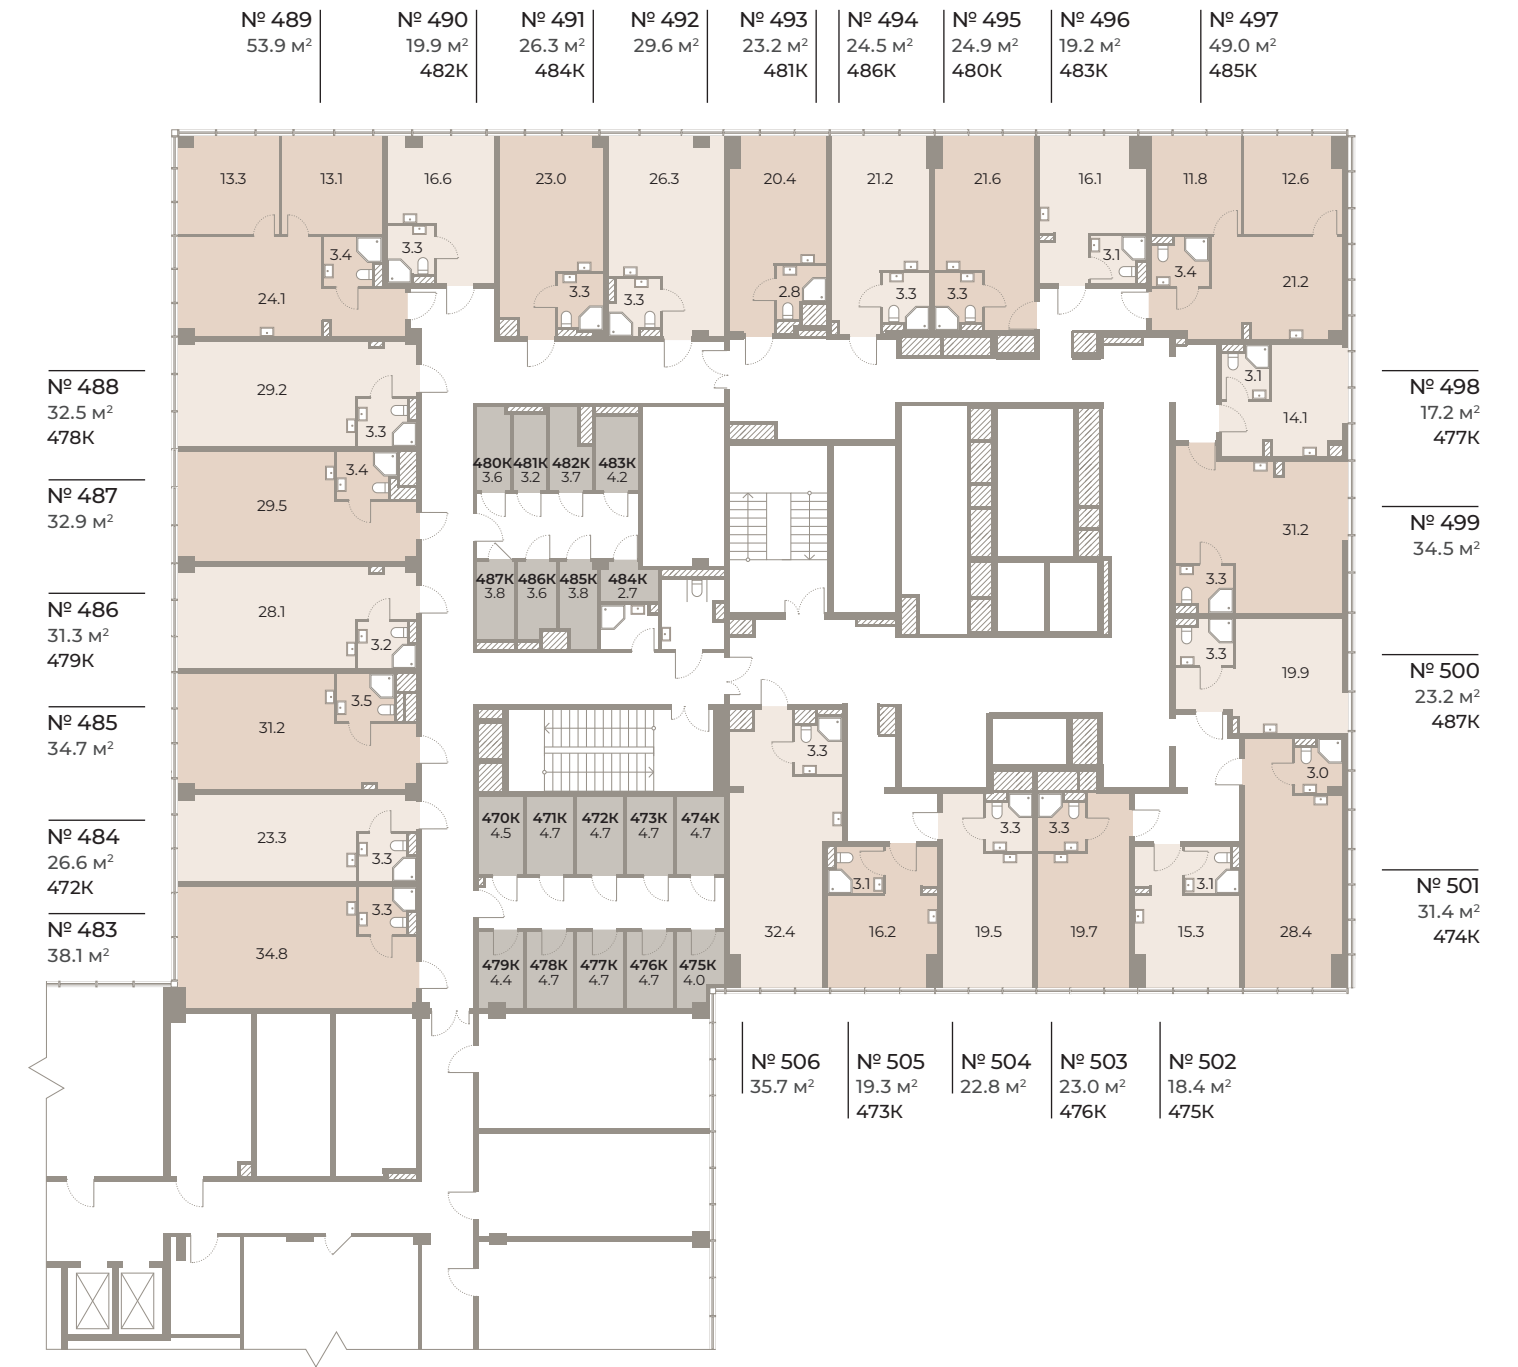 № 489
53.9 м²
№ 490
19.9 м²
482К
№ 491
26.3 м²
484К
№ 492
29.6 м²
№ 493
23.2 м²
481К
№ 494
24.5 м²
486К
№ 495
24.9 м²
480К
№ 496
19.2 м²
483К
№ 497
49.0 м²
485К
13.3
13.1
16.6
23.0
26.3
20.4
21.2
21.6
16.1
11.8
12.6
3.4
3.3
3.3
3.3
2.8
3.3
3.3
3.1
3.4
24.1
21.2
№ 488
32.5 м²
478К
29.2
3.3
3.1
14.1
№ 498
17.2 м²
477К
№ 487
32.9 м²
3.4
29.5
480К
3.6
481К
3.2
482К
3.7
483К
4.2
31.2
3.3
№ 499
34.5 м²
№ 486
31.3 м²
479К
28.1
3.2
487К
3.8
486К
3.6
485К
3.8
484К
2.7
3.3
19.9
№ 500
23.2 м²
487К
№ 485
34.7 м²
3.5
31.2
3.3
3.0
№ 484
26.6 м²
472К
23.3
3.3
470К
4.5
471К
4.7
472К
4.7
473К
4.7
474К
4.7
3.3
3.3
3.1
3.1
№ 501
31.4 м²
474К
№ 483
38.1 м²
3.3
34.8
479К
4.4
478К
4.7
477К
4.7
476К
4.7
475К
4.0
32.4
16.2
19.5
19.7
15.3
28.4
№ 506
35.7 м²
№ 505
19.3 м²
473К
№ 504
22.8 м²
№ 503
23.0 м²
476К
№ 502
18.4 м²
475К